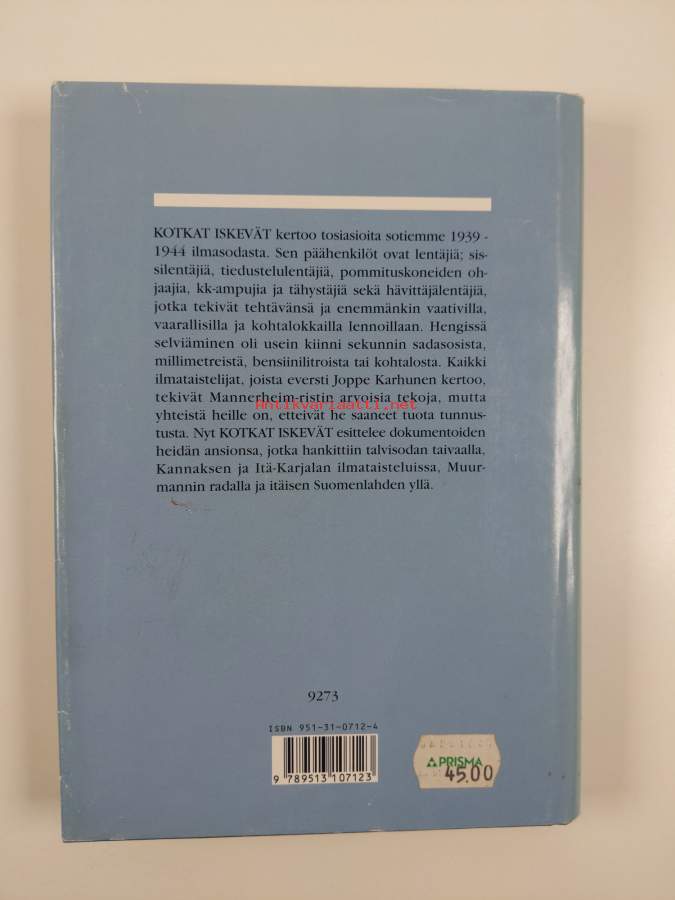 KOTKAT ISKEVÄT kertoo tosiasioita sotiemme 1939 -
1944 ilmasodasta. Sen päähenkilöt ovat lentäjiä; sis-
silentäjiä, tiedustelulentäjiä, pommituskoneiden oh-
jaajia, kk-ampujia ja tähystäjiä sekä hävittäjälentäjiä,
jotka tekivät tehtävänsä ja enemmänkin vaativilla,
vaarallisilla ja kohtalokkailla lennoillaan. Hengissä
selviäminen oli usein kiinni sekunnin sadasosista,
millimetreistä, bensiinilitroista tai kohtalosta. Kaikki
ilmataistelijat, joista eversti Joppe Karhunen kertoo,
tekivät Mannerheim-ristin arvoisia tekoja, mutta
Antikvariaatti.net
yhteistä heille on, etteivät he saaneet tuota tunnus-
tusta. Nyt KOTKAT ISKEVÄT esittelee dokumentoiden
heidän ansionsa, jotka hankittiin talvisodan taivaalla,
Kannaksen ja Itä-Karjalan ilmataisteluissa, Muur-
mannin radalla ja itäisen Suomenlahden yllä.
9273
ISBN 951-31-0712-4
9 789513 107123
PRISMA
45.00